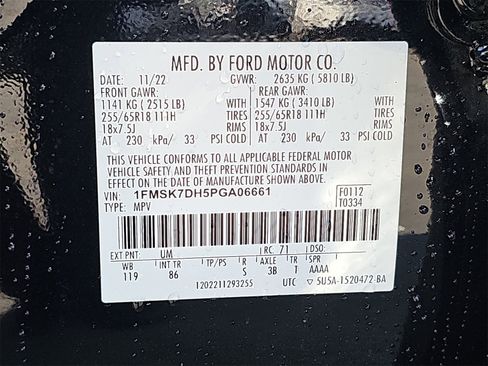 MFD. BY FORD MOTOR CO.
DATE: 11/22 GVWR: 2635 KG (5810 LB)
FRONT GAWR: REAR GAWR:
1141 KG (2515 LB) WITH 1547 KG (3410 LB) WITH
255/65R18 111H TIRES 255/65R18 111H TIRES
18x7.5J RIMS 18x7.5J RIMS
AT 230 kPa/ 33 PSI COLD AT 230 kPa/ 33 PSI COLD
THIS VEHICLE CONFORMS TO ALL APPLICABLE FEDERAL MOTOR
VEHICLE SAFETY AND THEFT PREVENTION STANDARDS IN EFFECT
ON THE DATE OF MANUFACTURE SHOWN ABOVE.
VIN: 1FMSK7DH5PGA06661 F0112
TYPE: MPV T0334
EXT PNT: UM RC: 71 DSO:
WB INT TR TP/PS R AXLE TR S
119 86 S 3B 1 AAAA
1202211293255 UTC ▽ 5U5A-1520472-BA